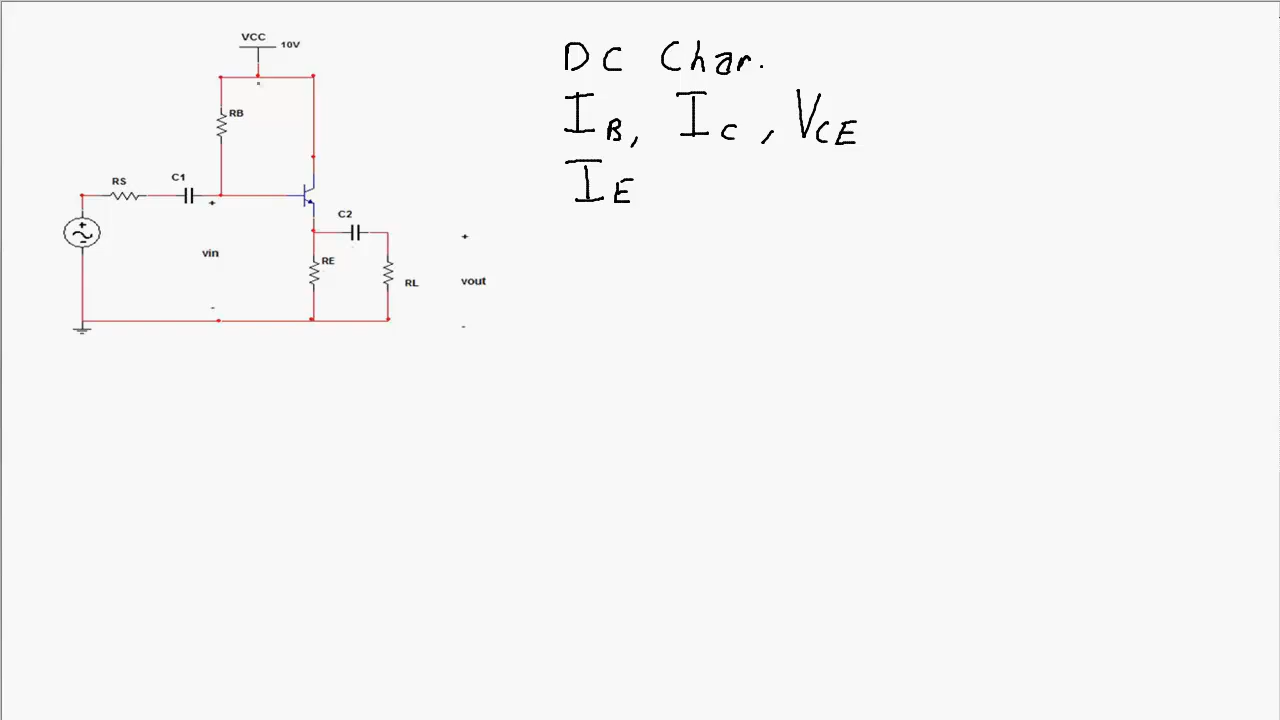 VCC
10V
RB
RS
C1
+
C2
+
-
RE
vin
RL
vout
+
-
-
DC Char.
IB, IC, VCE
IE